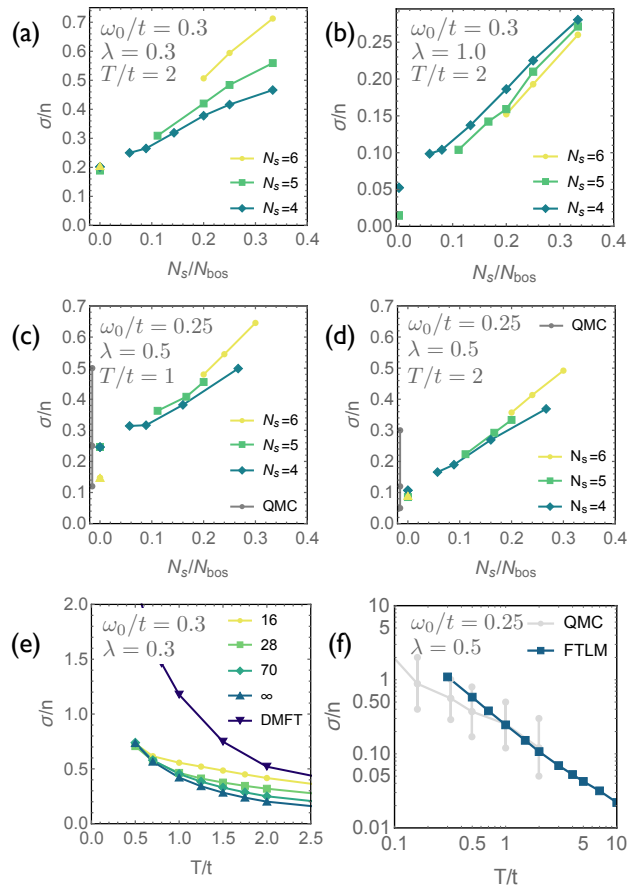 (a)
ω0/t = 0.3
λ = 0.3
T/t = 2
σ/n
0.7
0.6
0.5
0.4
0.3
0.2
0.1
0.0
Ns=6
Ns=5
Ns=4
0.0 0.1 0.2 0.3 0.4
Ns/Nbos
(b)
ω0/t = 0.3
λ = 1.0
T/t = 2
σ/n
0.25
0.20
0.15
0.10
0.05
0.00
Ns=6
Ns=5
Ns=4
0.0 0.1 0.2 0.3 0.4
Ns/Nbos
(c)
ω0/t = 0.25
λ = 0.5
T/t = 1
σ/n
0.7
0.6
0.5
0.4
0.3
0.2
0.1
0.0
Ns=6
Ns=5
Ns=4
QMC
0.0 0.1 0.2 0.3 0.4
Ns/Nbos
(d)
ω0/t = 0.25
λ = 0.5
T/t = 2
QMC
σ/n
0.7
0.6
0.5
0.4
0.3
0.2
0.1
0.0
Ns=6
Ns=5
Ns=4
0.0 0.1 0.2 0.3 0.4
Ns/Nbos
(e)
ω0/t = 0.3
λ = 0.3
σ/n
2.0
1.5
1.0
0.5
0.0
16
28
70
∞
DMFT
0.0 0.5 1.0 1.5 2.0 2.5
T/t
(f)
ω0/t = 0.25
λ = 0.5
QMC
FTLM
σ/n
10
5
1
0.50
0.10
0.05
0.01
0.1 0.5 1 5 10
T/t